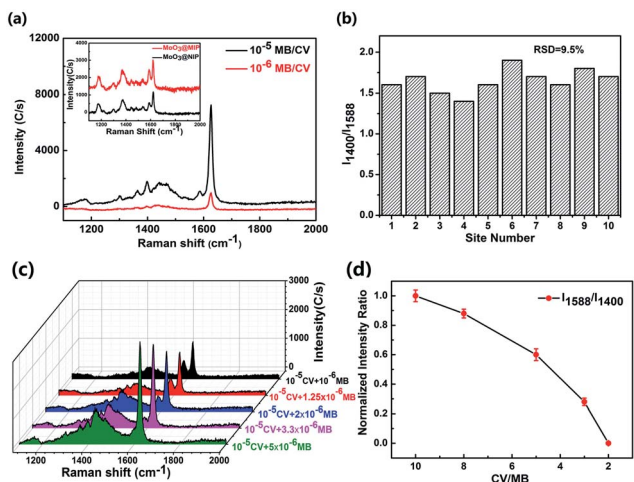 (a)
12000
8000
4000
0
Intensity (C/s)
1200 1400 1600 1800 2000
Raman shift (cm-1)
10-5 MB/CV
10-6 MB/CV
MoO3@MIP
MoO3@NIP
Intensity(C/s)
3000
2000
1000
0
1200 1400 1600 1800 2000
Raman Shift (cm-1)
(b)
RSD=9.5%
I1400/I1588
2.0
1.5
1.0
0.5
0.0
1 2 3 4 5 6 7 8 9 10
Site Number
(c)
3000
2000
1000
0
Intensity(C/s)
10-5CV+10-6MB
10-5CV+1.25x10-6MB
10-5CV+2x10-6MB
10-5CV+3.3x10-6MB
10-5CV+5x10-6MB
1200 1400 1600 1800 2000
Raman shift (cm-1)
(d)
I1588/I1400
Normalized Intensity Ratio
1.0
0.8
0.6
0.4
0.2
0.0
10 8 6 4 2
CV/MB